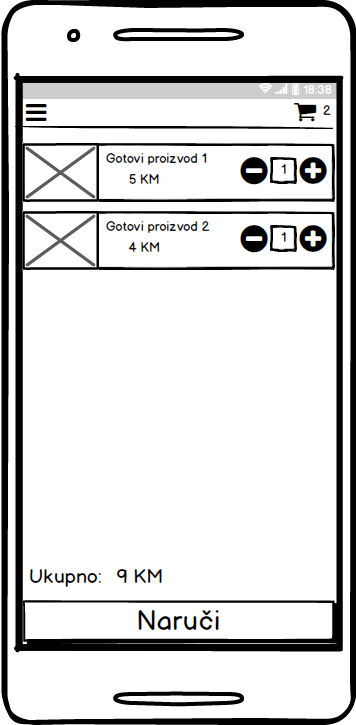 18:38
2
Gotovi proizvod 1
5 KM
1
Gotovi proizvod 2
4 KM
1
Ukupno: 9 KM
Naruči